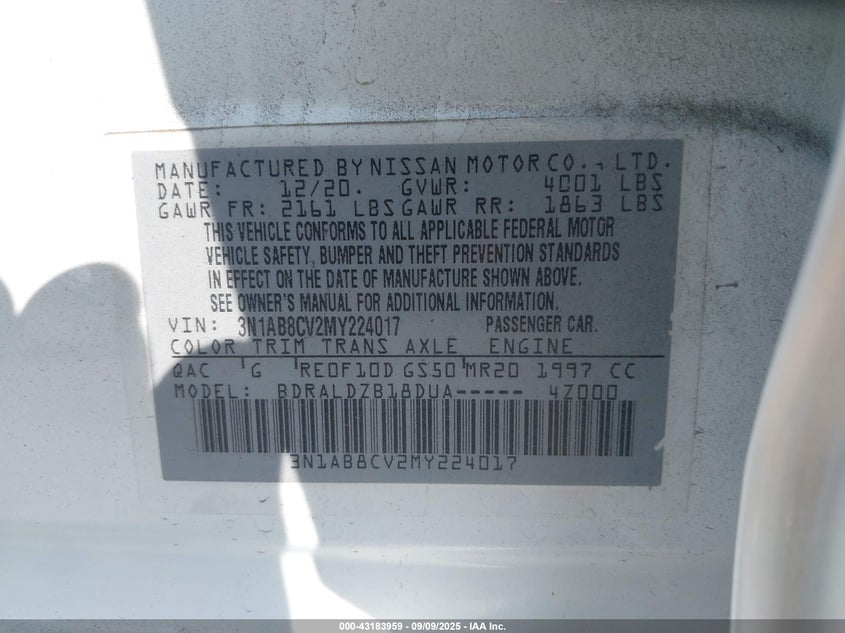 MANUFACTURED BY NISSAN MOTOR CO., LTD.
DATE: 12/20. GVWR: 4001 LBS
GAWR FR: 2161 LBS GAWR RR: 1863 LBS
THIS VEHICLE CONFORMS TO ALL APPLICABLE FEDERAL MOTOR
VEHICLE SAFETY, BUMPER AND THEFT PREVENTION STANDARDS
IN EFFECT ON THE DATE OF MANUFACTURE SHOWN ABOVE.
SEE OWNER'S MANUAL FOR ADDITIONAL INFORMATION.
VIN: 3N1AB8CV2MY224017 PASSENGER CAR.
COLOR TRIM TRANS AXLE ENGINE
QAC G RE0F10D GS50 MR20 1997 CC
MODEL: BDRALDZB18DUA----- 4Z000
3N1AB8CV2MY224017
000-43183959 - 09/09/2025 - IAA Inc.